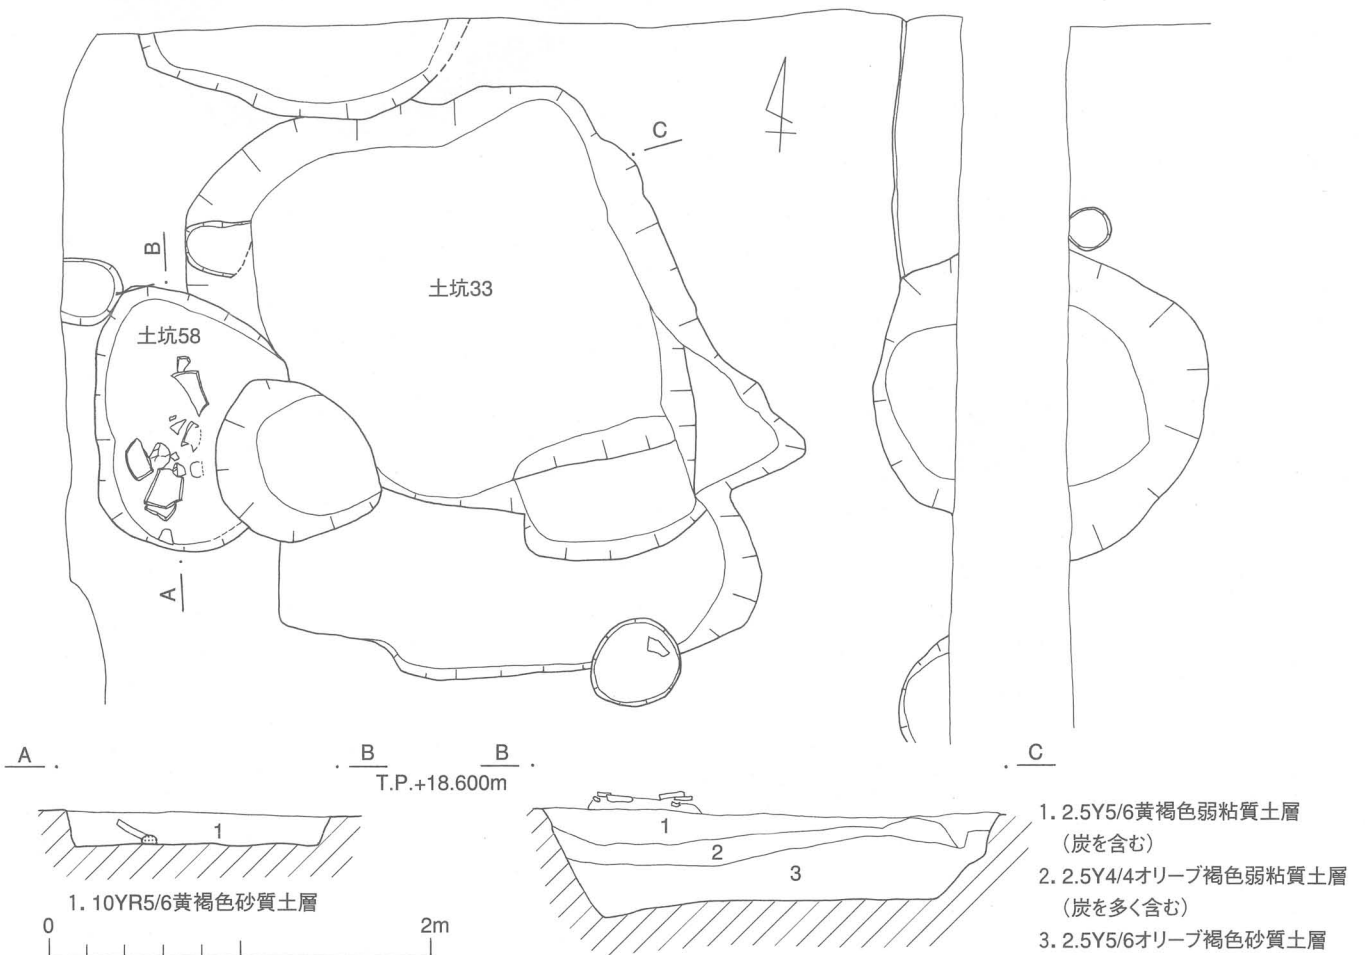 C
B
土坑33
土坑58
A
A
B
B
C
T.P.+18.600m
1
1. 10YR5/6黄褐色砂質土層
0
2m
1
2
3
1. 2.5Y5/6黄褐色弱粘質土層
(炭を含む)
2. 2.5Y4/4オリーブ褐色弱粘質土層
(炭を多く含む)
3. 2.5Y5/6オリーブ褐色砂質土層